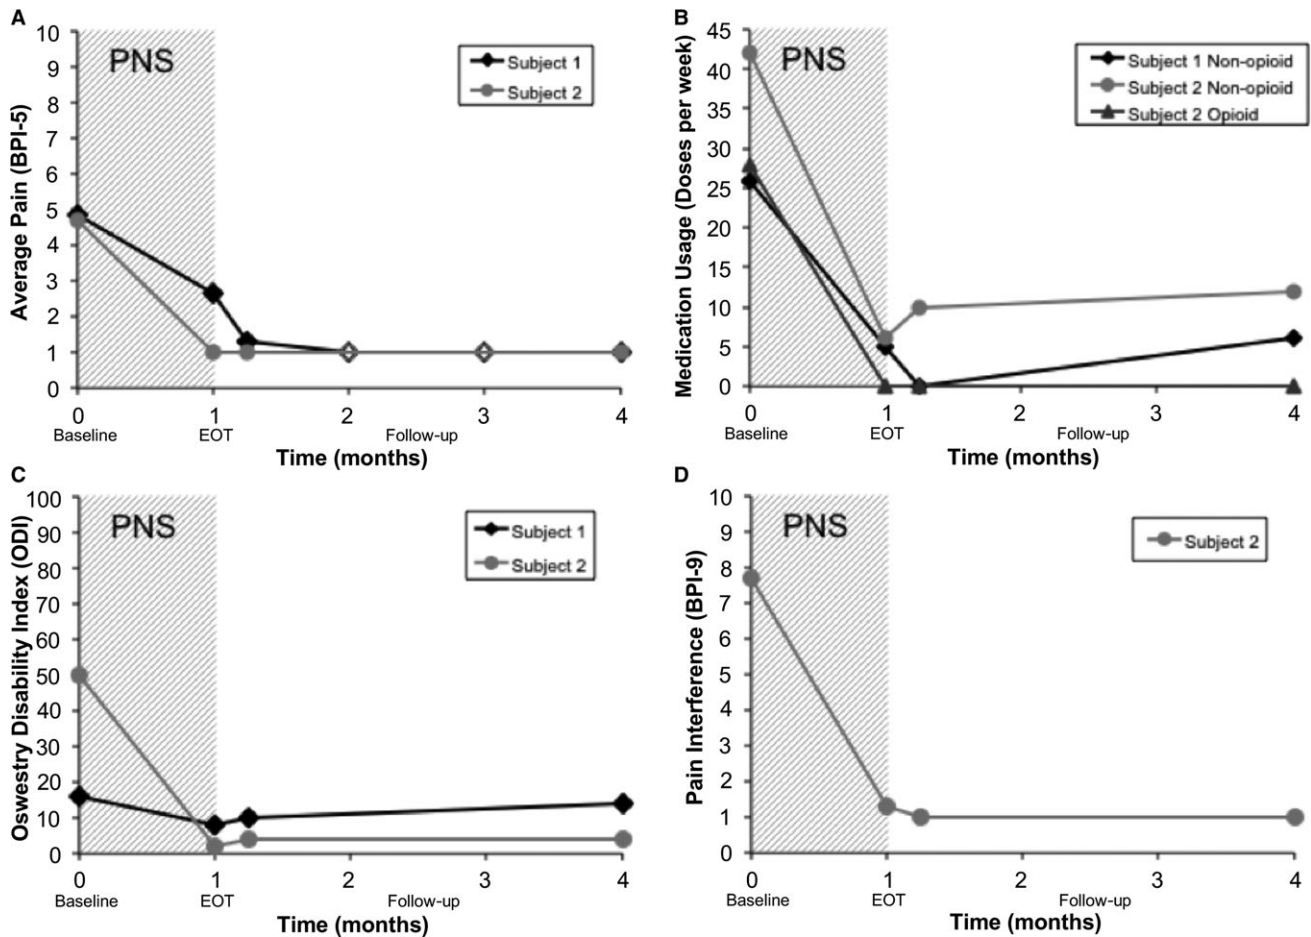 A
Average Pain (BPI-5)
10
9
8
7
6
5
4
3
2
1
0
PNS
Subject 1
Subject 2
0 1 2 3 4
Baseline EOT Follow-up
Time (months)
B
Medication Usage (Doses per week)
45
40
35
30
25
20
15
10
5
0
PNS
Subject 1 Non-opioid
Subject 2 Non-opioid
Subject 2 Opioid
0 1 2 3 4
Baseline EOT Follow-up
Time (months)
C
Oswestry Disability Index (ODI)
100
90
80
70
60
50
40
30
20
10
0
PNS
Subject 1
Subject 2
0 1 2 3 4
Baseline EOT Follow-up
Time (months)
D
Pain Interference (BPI-9)
10
9
8
7
6
5
4
3
2
1
0
PNS
Subject 2
0 1 2 3 4
Baseline EOT Follow-up
Time (months)